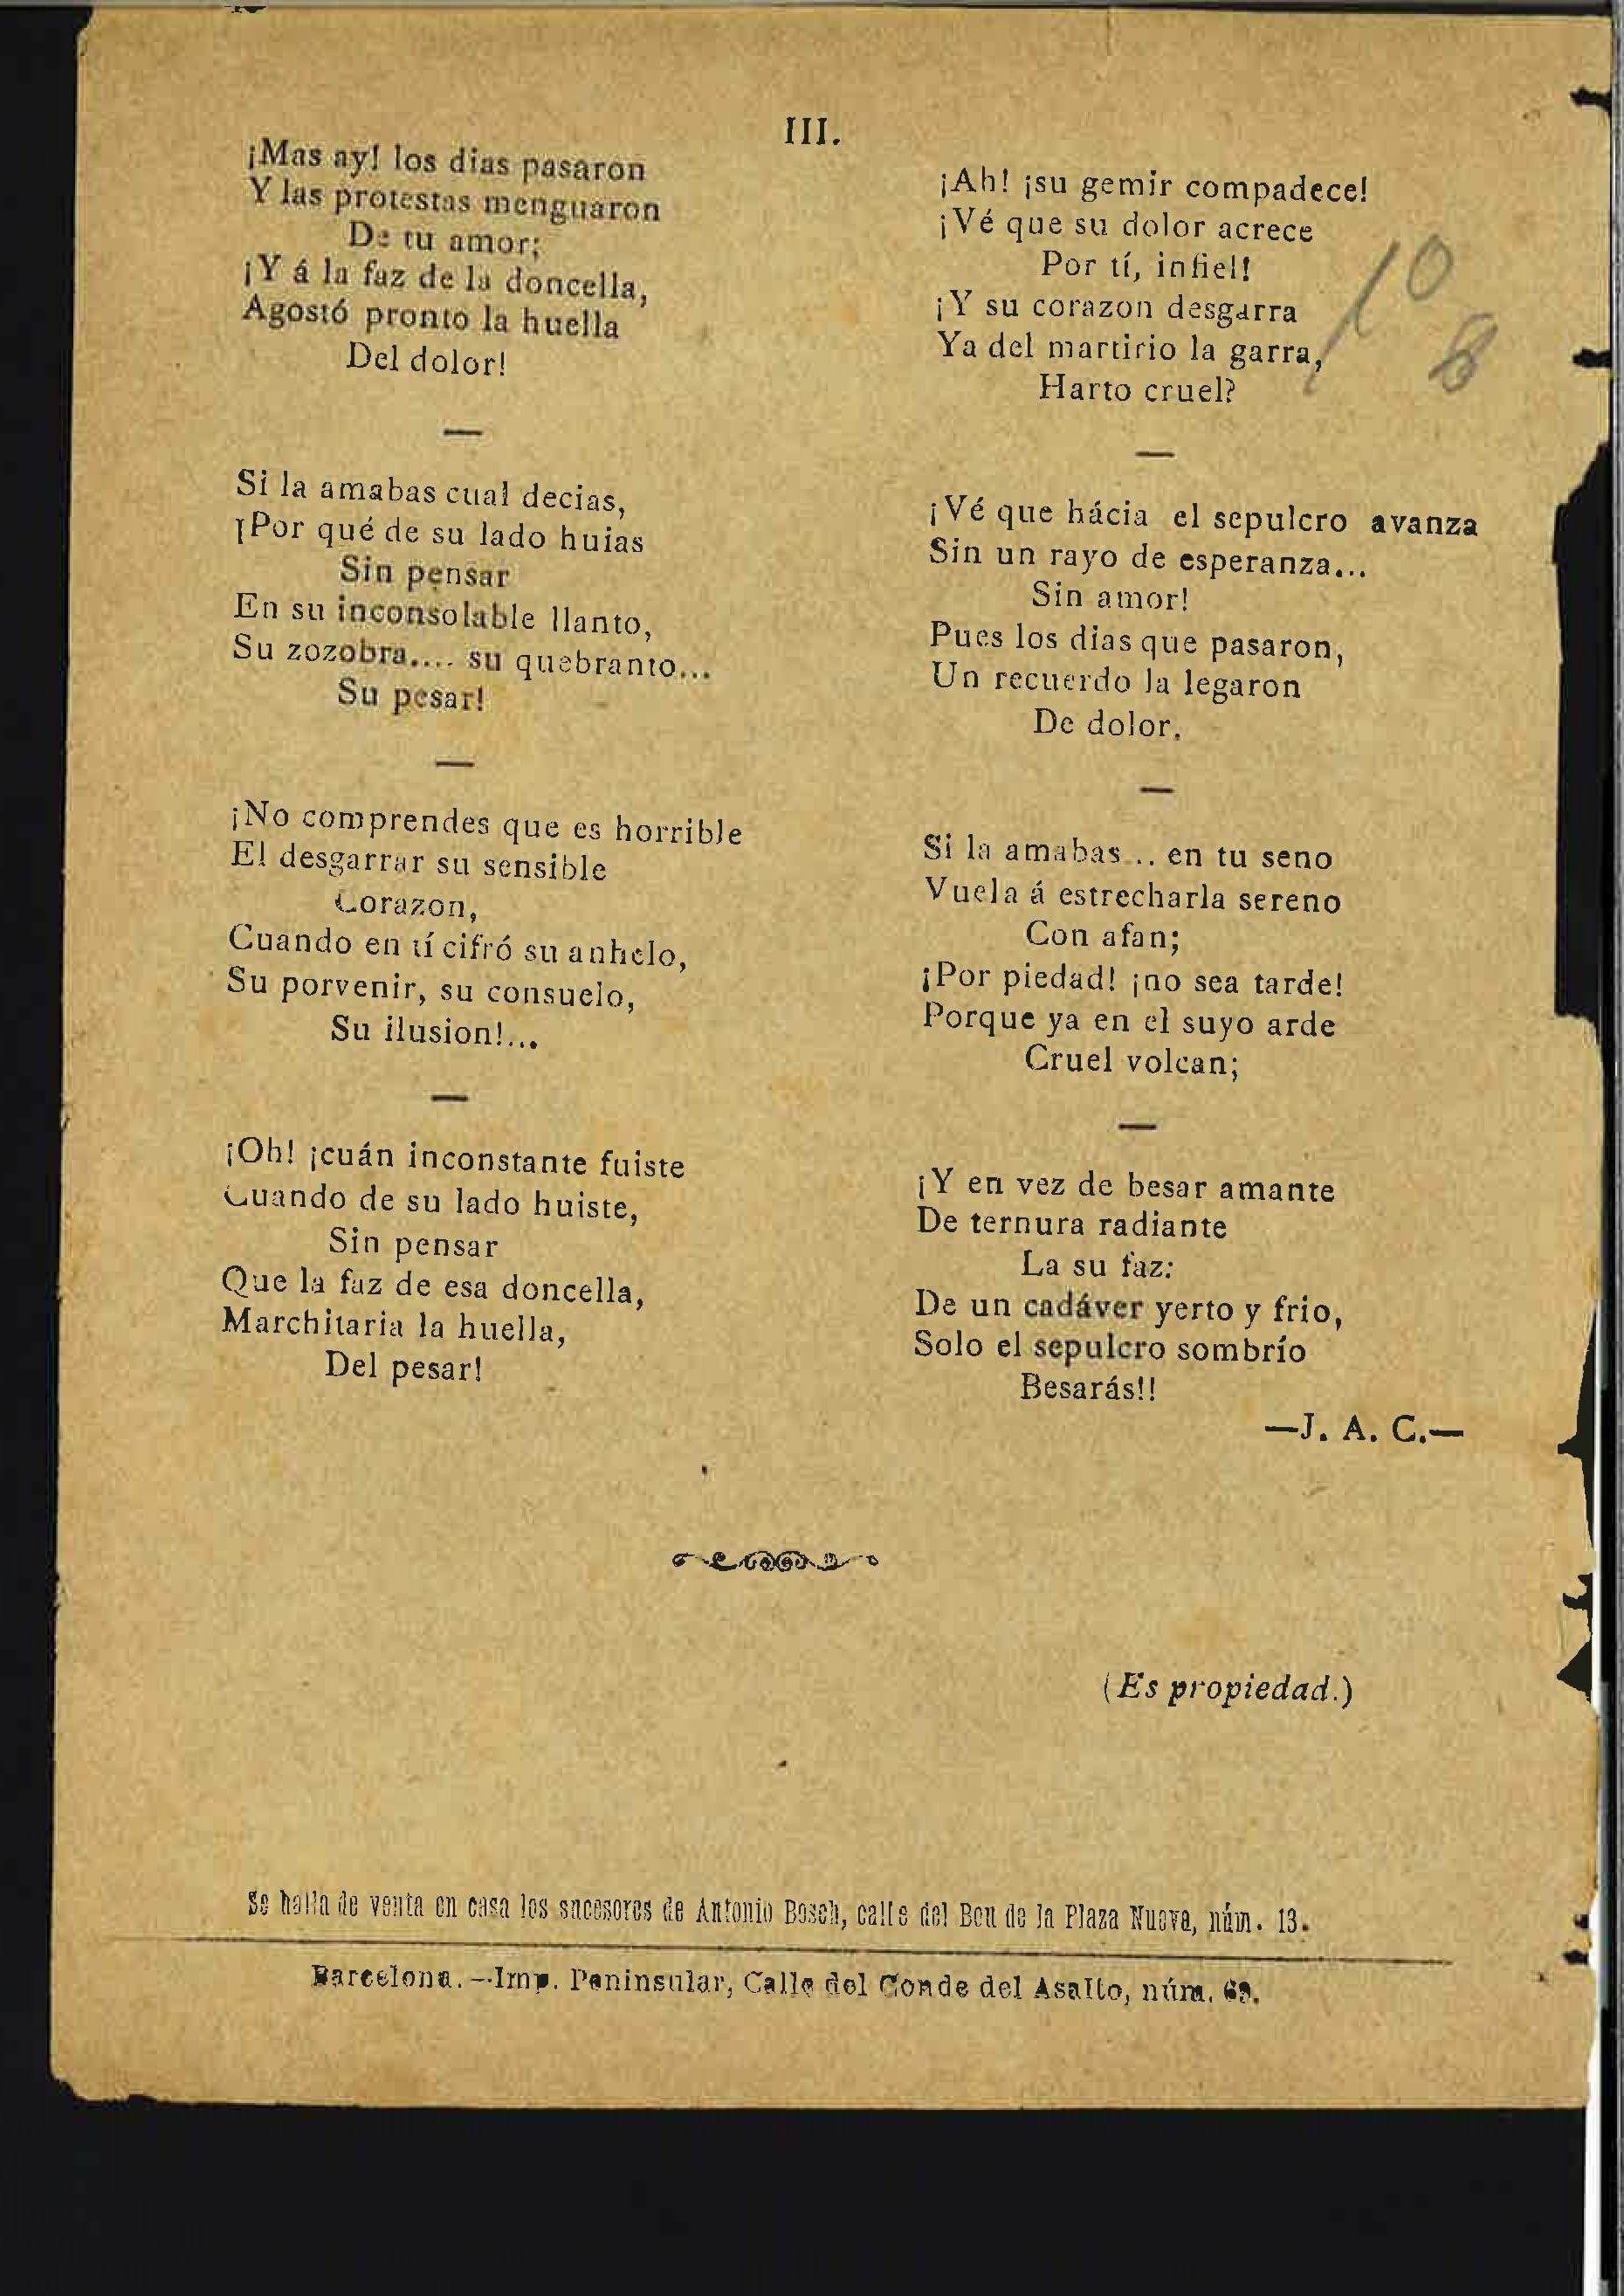 III.
¡Mas ay! los dias pasaron
Y las protestas menguaron
De tu amor;
¡Y á la faz de la doncella,
Agostó pronto la huella
Del dolor!
—
Si la amabas cual decias,
¡Por qué de su lado huias
Sin pensar
En su inconsolable llanto,
Su zozobra.... su quebranto...
Su pesar!
—
¡No comprendes que es horrible
El desgarrar su sensible
Corazon,
Cuando en tí cifró su anhelo,
Su porvenir, su consuelo,
Su ilusion!...
—
¡Oh! ¡cuán inconstante fuiste
Cuando de su lado huiste,
Sin pensar
Que la faz de esa doncella,
Marchitaria la huella,
Del pesar!
¡Ah! ¡su gemir compadece!
¡Vé que su dolor acrece
Por tí, infiel!
¡Y su corazon desgarra
Ya del martirio la garra,
Harto cruel?
—
¡Vé que hácia el sepulcro avanza
Sin un rayo de esperanza...
Sin amor!
Pues los dias que pasaron,
Un recuerdo la legaron
De dolor.
—
Si la amabas... en tu seno
Vuela á estrecharla sereno
Con afan;
¡Por piedad! ¡no sea tarde!
Porque ya en el suyo arde
Cruel volcan;
—
¡Y en vez de besar amante
De ternura radiante
La su faz:
De un cadáver yerto y frio,
Solo el sepulcro sombrío
Besarás!!
—J. A. C.—
10
8
(Es propiedad.)
Se halla de venta en casa los sucesores de Antonio Bosch, calle del Bou de la Plaza Nueva, núm. 13.
Barcelona.—Imp. Peninsular, Calle del Conde del Asalto, núm. 69.